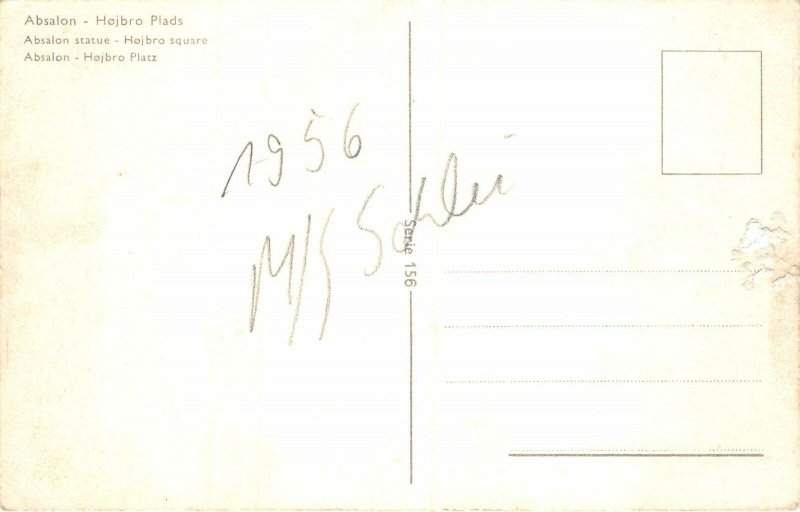 Absalon - Højbro Plads
Absalon statue - Højbro square
Absalon - Højbro Platz
1956
M/S
Serie 156